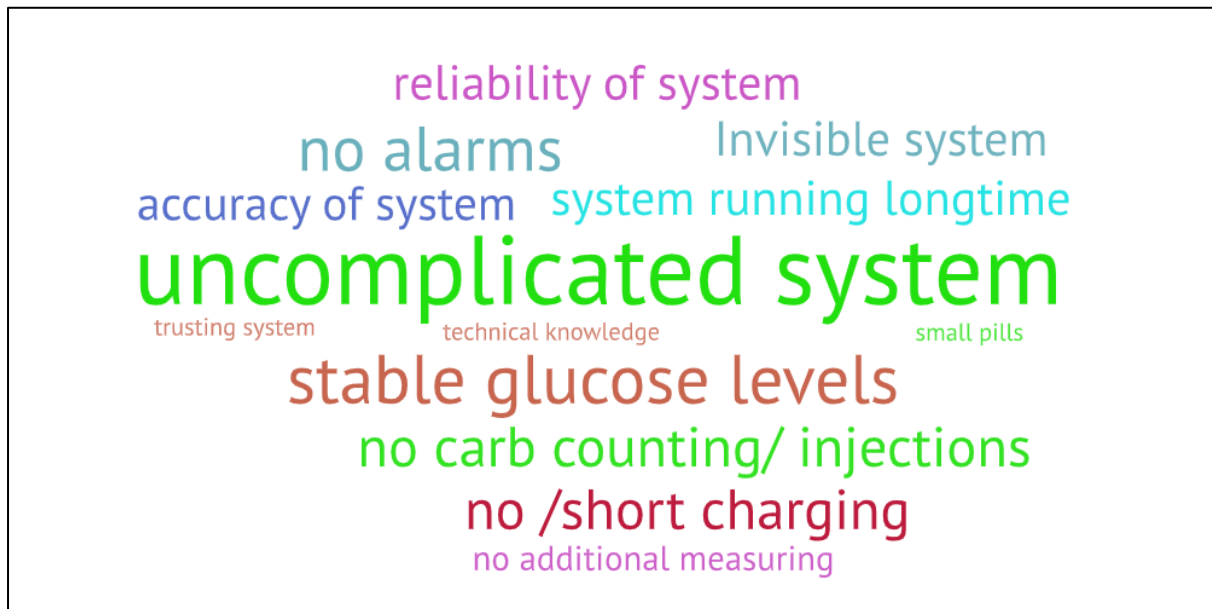 reliability of system
no alarms
Invisible system
accuracy of system
system running longtime
uncomplicated system
trusting system
technical knowledge
small pills
stable glucose levels
no carb counting/ injections
no /short charging
no additional measuring